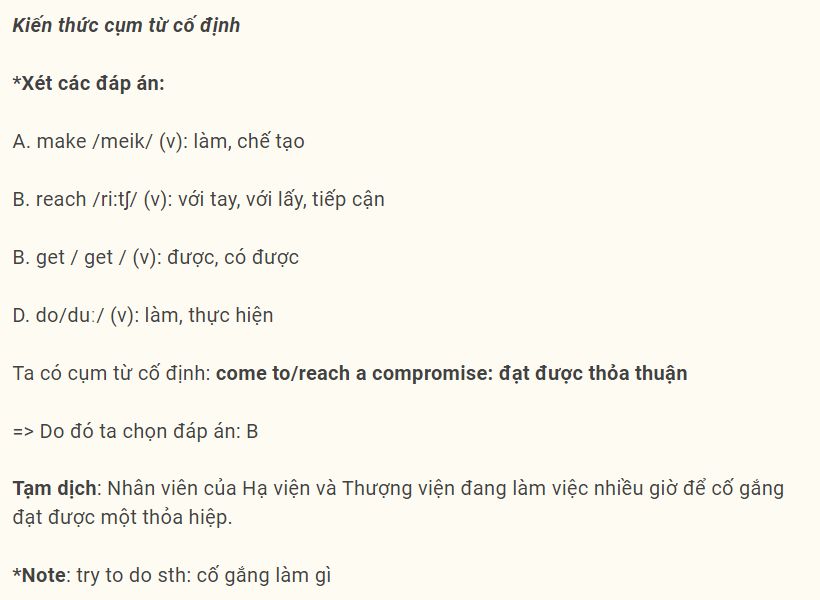 Kiến thức cụm từ cố định
*Xét các đáp án:
A. make /meik/ (v): làm, chế tạo
B. reach /ri:tʃ/ (v): với tay, với lấy, tiếp cận
B. get / get / (v): được, có được
D. do/duː/ (v): làm, thực hiện
Ta có cụm từ cố định: come to/reach a compromise: đạt được thỏa thuận
=> Do đó ta chọn đáp án: B
Tạm dịch: Nhân viên của Hạ viện và Thượng viện đang làm việc nhiều giờ để cố gắng
đạt được một thỏa hiệp.
*Note: try to do sth: cố gắng làm gì